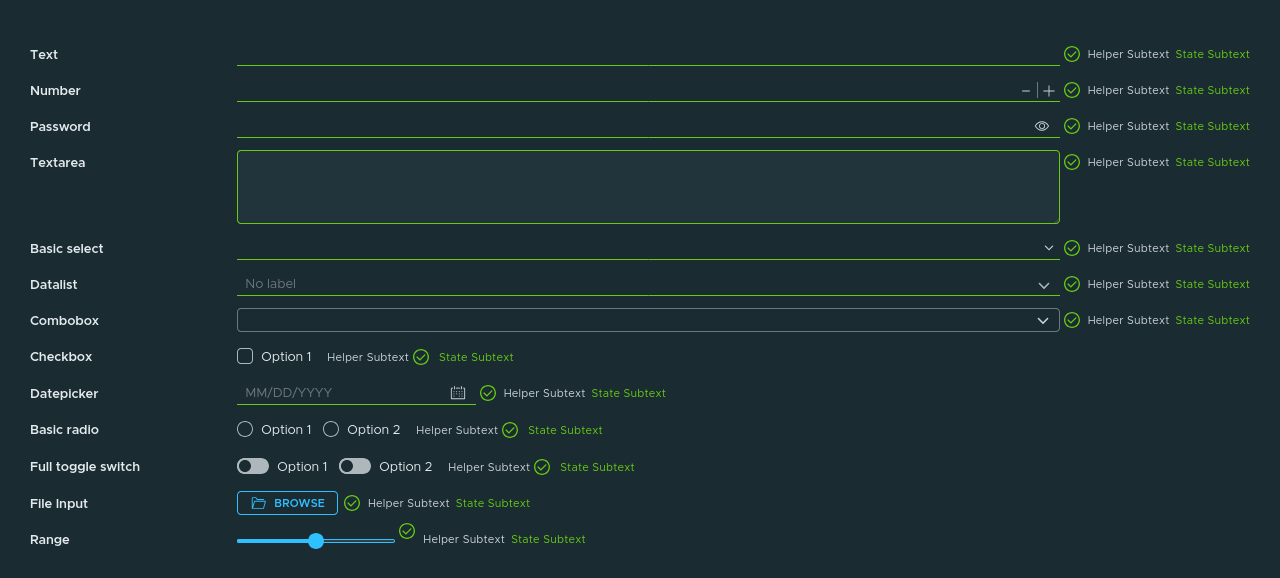 Text Helper Subtext State Subtext
Number Helper Subtext State Subtext
Password Helper Subtext State Subtext
Textarea Helper Subtext State Subtext
Basic select Helper Subtext State Subtext
Datalist No label Helper Subtext State Subtext
Combobox Helper Subtext State Subtext
Checkbox Option 1 Helper Subtext State Subtext
Datepicker MM/DD/YYYY Helper Subtext State Subtext
Basic radio Option 1 Option 2 Helper Subtext State Subtext
Full toggle switch Option 1 Option 2 Helper Subtext State Subtext
File Input BROWSE Helper Subtext State Subtext
Range Helper Subtext State Subtext